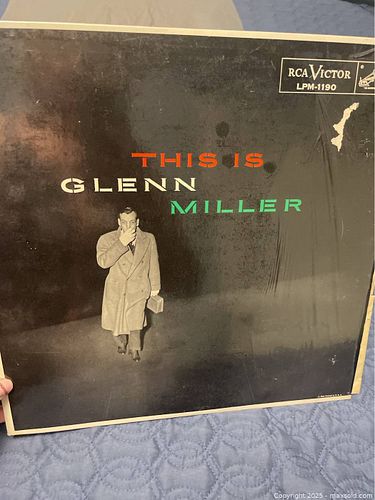 RCA VICTOR
LPM-1190
THIS IS
GLENN
MILLER
Copyright 2025 - maxsold.com